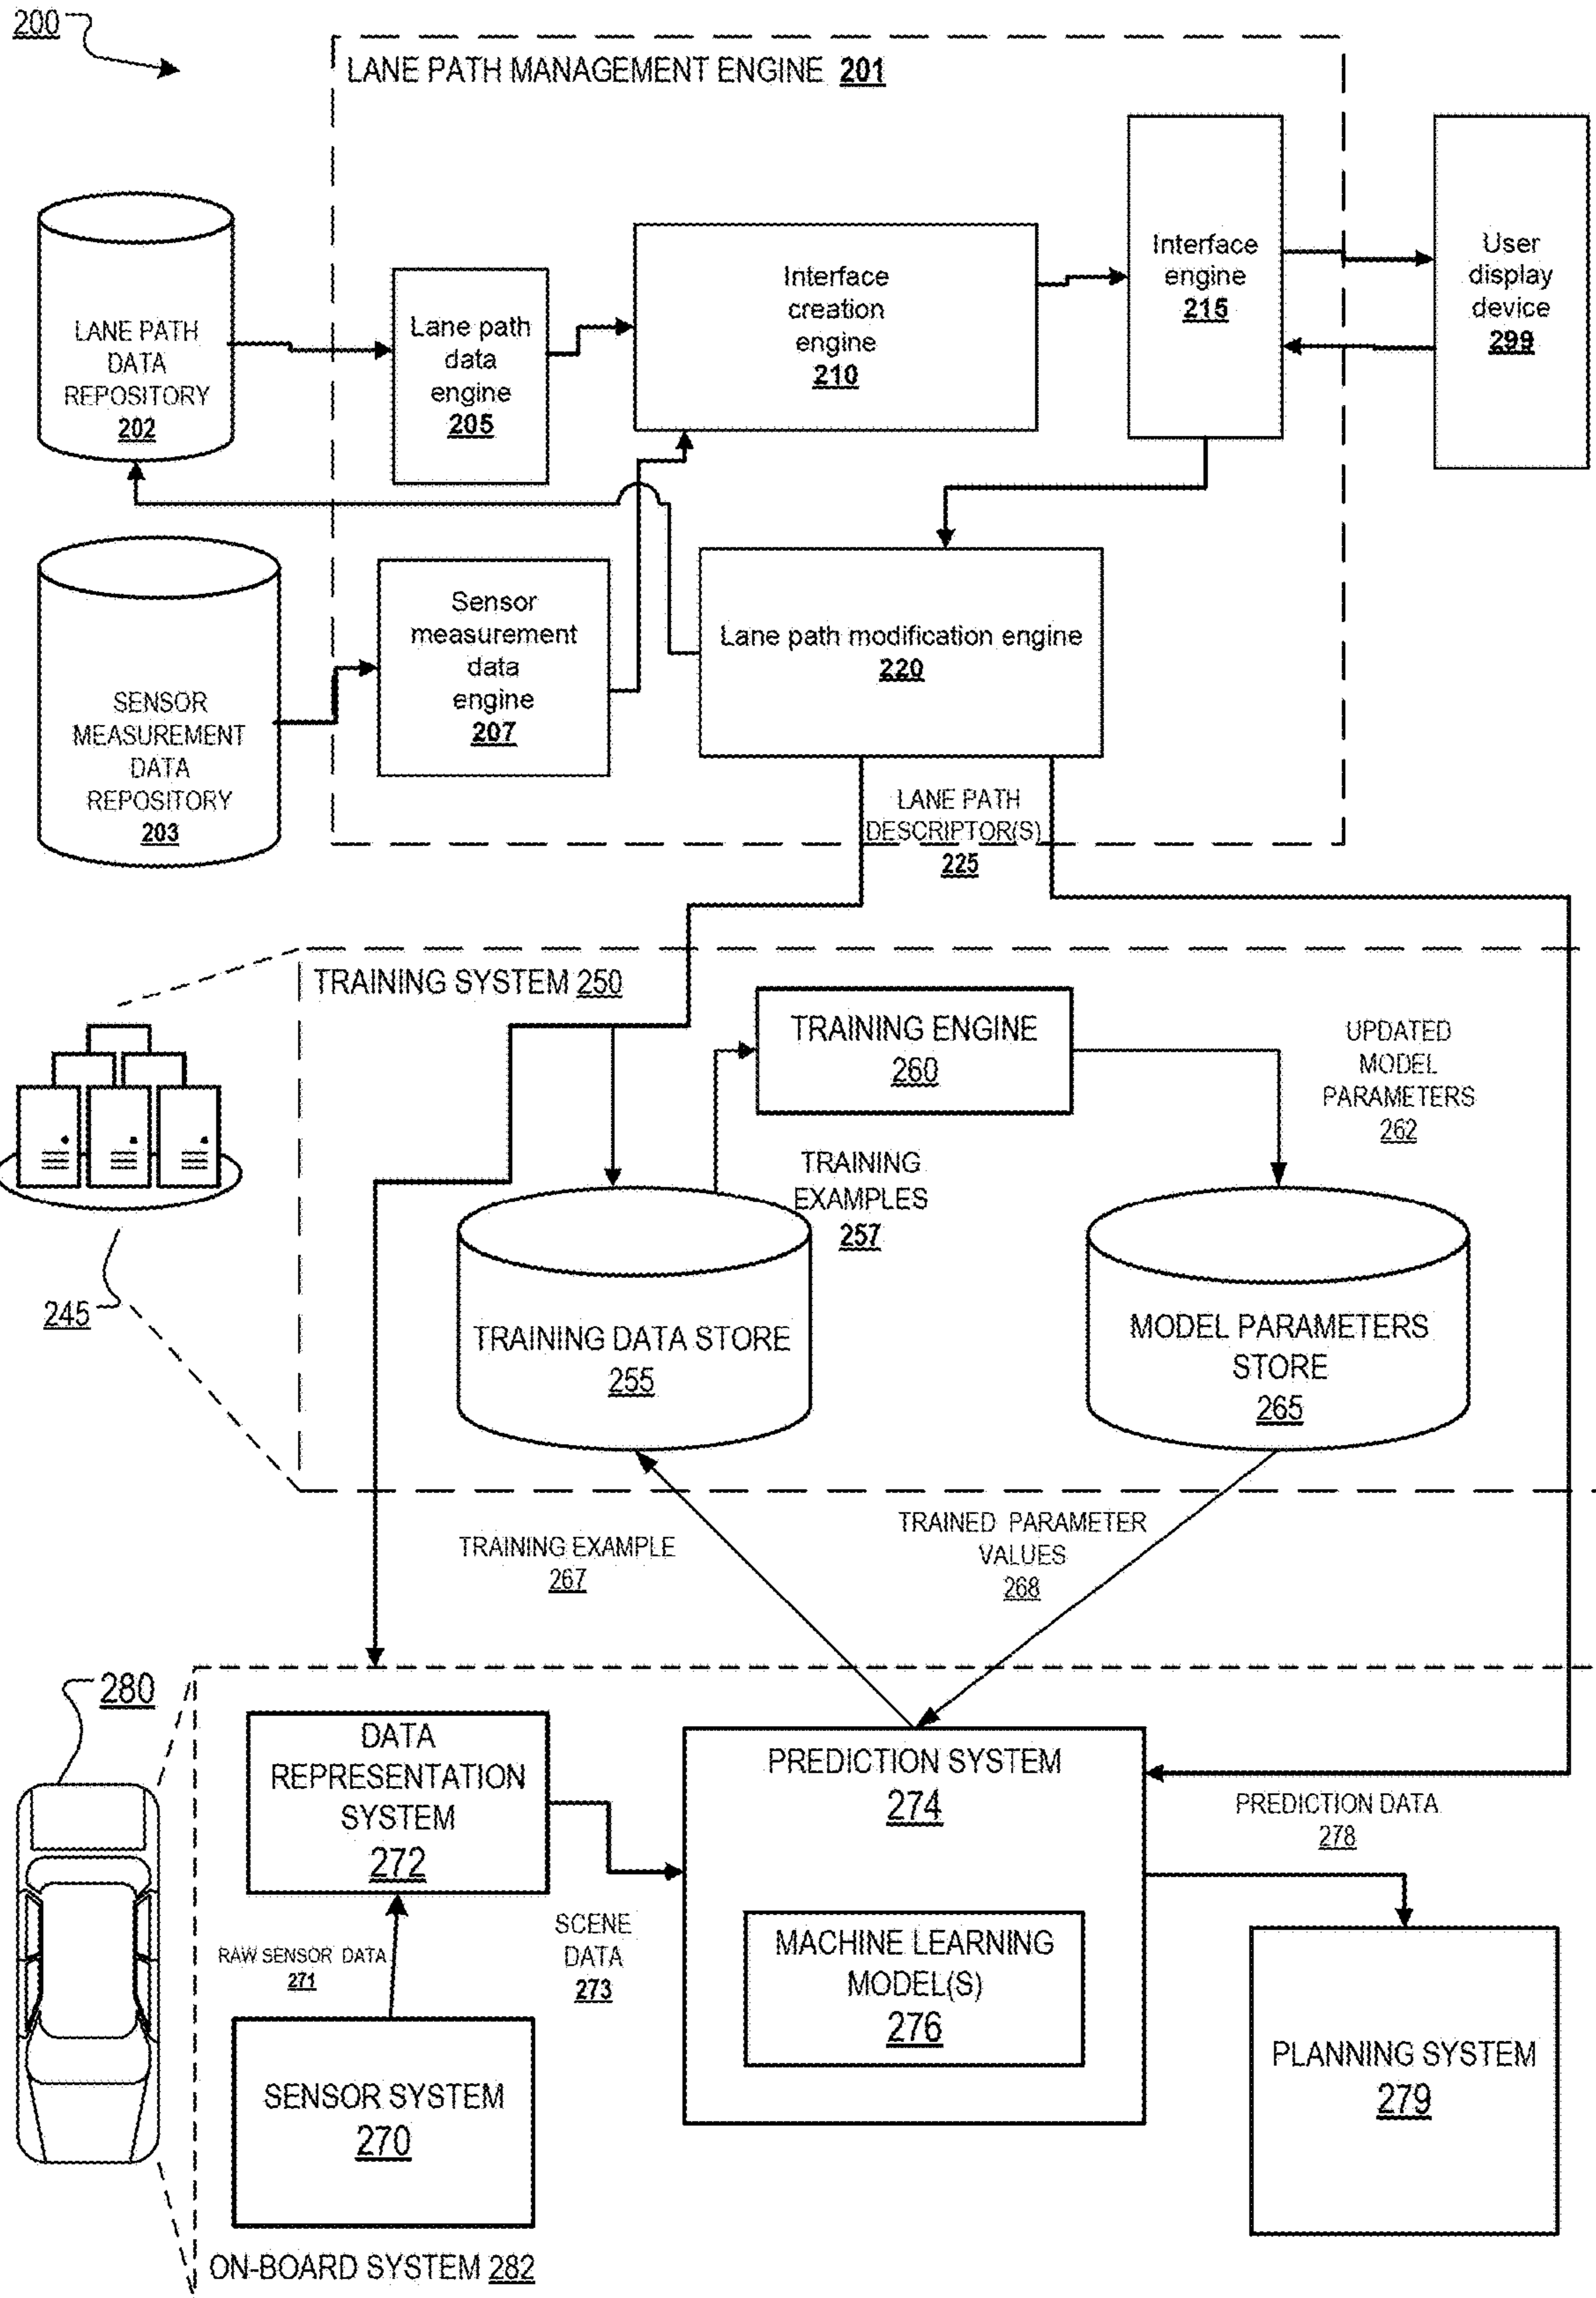 200
LANE PATH MANAGEMENT ENGINE 201
LANE PATH
DATA
REPOSITORY
202
Lane path
data
engine
205
Interface
creation
engine
210
Interface
engine
215
User
display
device
299
SENSOR
MEASUREMENT
DATA
REPOSITORY
203
Sensor
measurement
data
engine
207
Lane path modification engine
220
LANE PATH
DESCRIPTOR(S)
225
TRAINING SYSTEM 250
TRAINING ENGINE
260
UPDATED
MODEL
PARAMETERS
262
TRAINING
EXAMPLES
257
245
TRAINING DATA STORE
255
MODEL PARAMETERS
STORE
265
TRAINING EXAMPLE
267
TRAINED PARAMETER
VALUES
268
280
DATA
REPRESENTATION
SYSTEM
272
PREDICTION SYSTEM
274
PREDICTION DATA
278
RAW SENSOR DATA
271
SCENE
DATA
273
MACHINE LEARNING
MODEL(S)
276
SENSOR SYSTEM
270
PLANNING SYSTEM
279
ON-BOARD SYSTEM 282